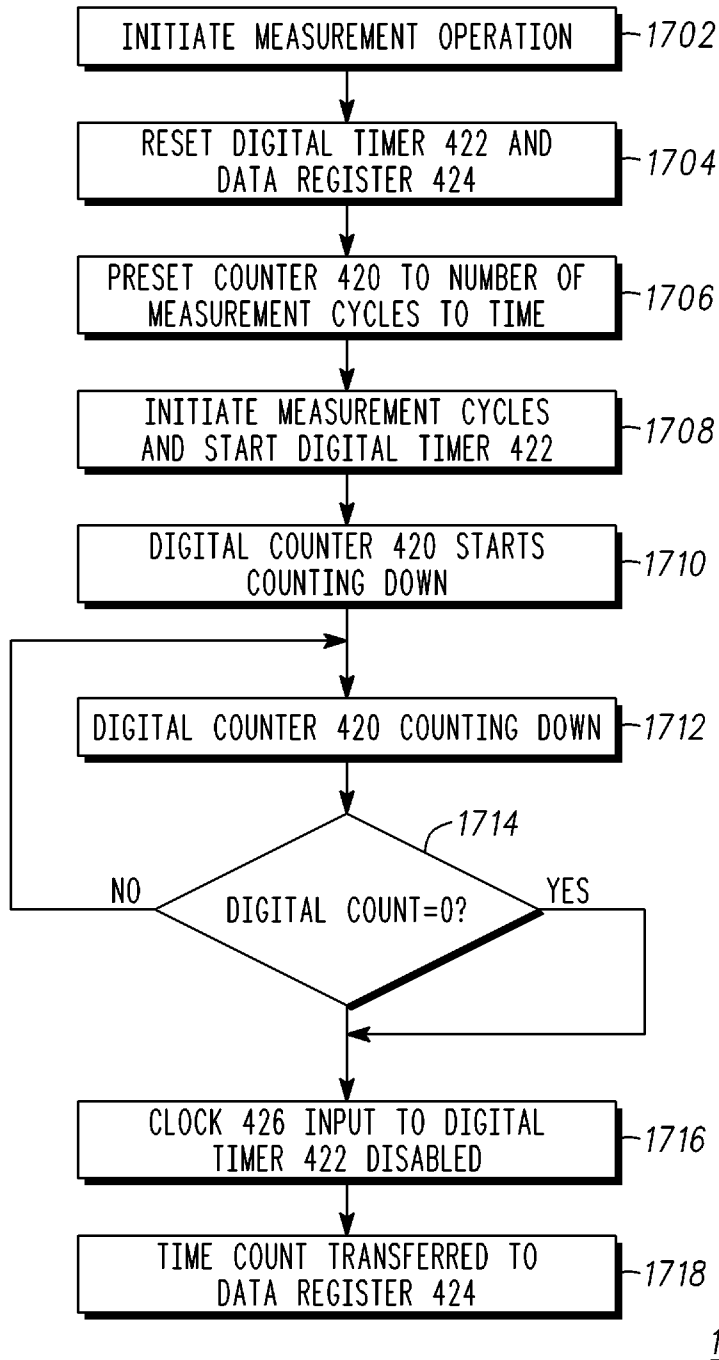 INITIATE MEASUREMENT OPERATION
1702
RESET DIGITAL TIMER 422 AND
DATA REGISTER 424
1704
PRESET COUNTER 420 TO NUMBER OF
MEASUREMENT CYCLES TO TIME
1706
INITIATE MEASUREMENT CYCLES
AND START DIGITAL TIMER 422
1708
DIGITAL COUNTER 420 STARTS
COUNTING DOWN
1710
DIGITAL COUNTER 420 COUNTING DOWN
1712
1714
NO
DIGITAL COUNT=0?
YES
CLOCK 426 INPUT TO DIGITAL
TIMER 422 DISABLED
1716
TIME COUNT TRANSFERRED TO
DATA REGISTER 424
1718
1